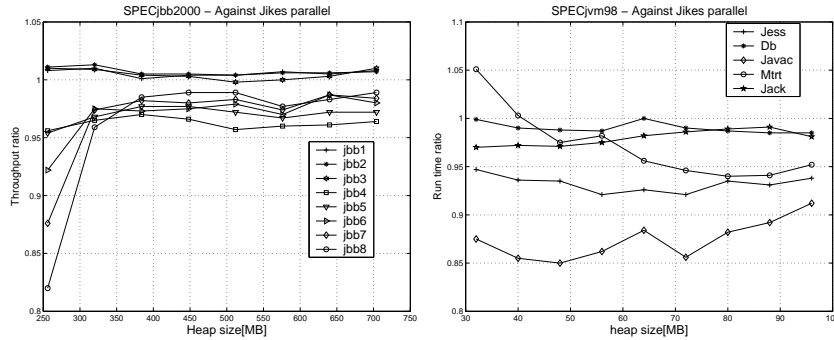 SPECjbb2000 – Against Jikes parallel
1.05
1
0.95
0.9
0.85
0.8
Throughput ratio
250 300 350 400 450 500 550 600 650 700 750
Heap size[MB]
jbb1
jbb2
jbb3
jbb4
jbb5
jbb6
jbb7
jbb8
SPECjvm98 – Against Jikes parallel
1.1
1.05
1
0.95
0.9
0.85
0.8
Run time ratio
30 40 50 60 70 80 90 100
heap size[MB]
Jess
Db
Javac
Mtrt
Jack